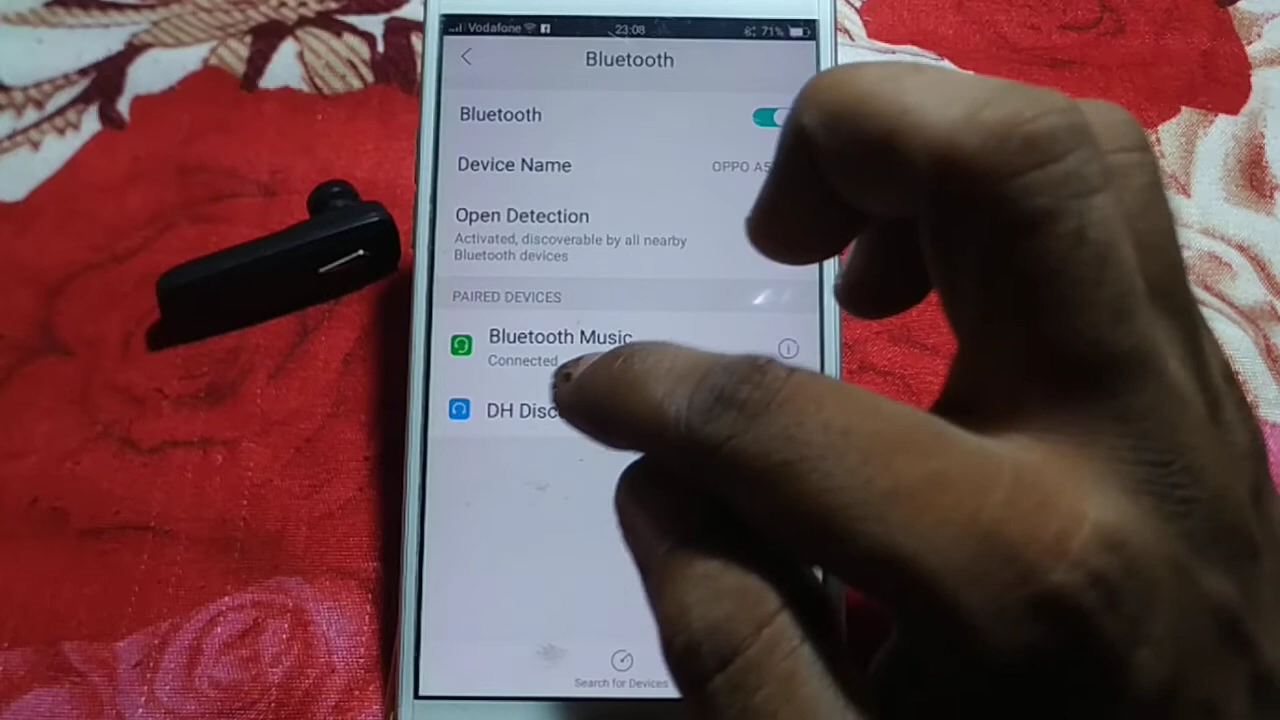 Vodafone 23:08 71%
Bluetooth
Bluetooth
Device Name OPPO A5
Open Detection
Activated, discoverable by all nearby
Bluetooth devices
PAIRED DEVICES
Bluetooth Music
Connected
DH Disc
Search for Devices